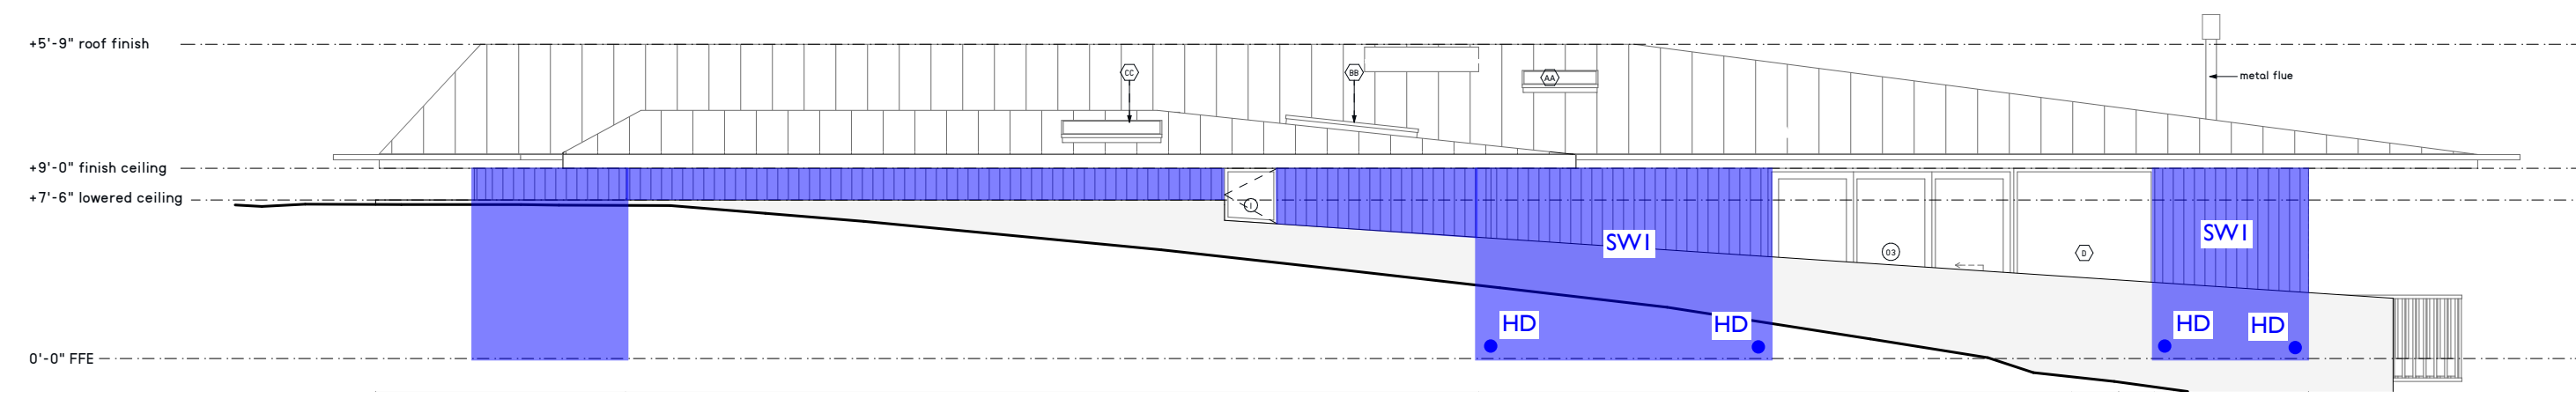 +5'-9" roof finish
CC
BB
AA
metal flue
+9'-0" finish ceiling
+7'-6" lowered ceiling
I
SW1
SW1
03
D
HD
HD
HD
HD
0'-0" FFE